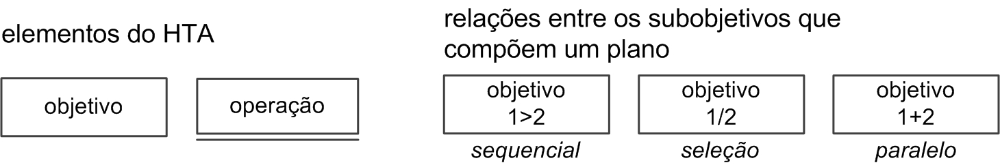 elementos do HTA
objetivo
operação
relações entre os subobjetivos que
compõem um plano
objetivo
1>2
sequencial
objetivo
1/2
seleção
objetivo
1+2
paralelo